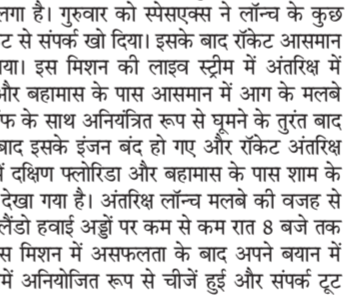 लगा है। गुरुवार को स्पेसएक्स ने लॉन्च के कुछ
ट से संपर्क खो दिया। इसके बाद रॉकेट आसमान
या। इस मिशन की लाइव स्ट्रीम में अंतरिक्ष में
और बहामास के पास आसमान में आग के मलबे
फ के साथ अनियंत्रित रूप से घूमने के तुरंत बाद
बाद इसके इंजन बंद हो गए और रॉकेट अंतरिक्ष
में दक्षिण फ्लोरिडा और बहामास के पास शाम के
देखा गया है। अंतरिक्ष लॉन्च मलबे की वजह से
लैंडो हवाई अड्डों पर कम से कम रात 8 बजे तक
स मिशन में असफलता के बाद अपने बयान में
में अनियोजित रूप से चीजें हुई और संपर्क टूट